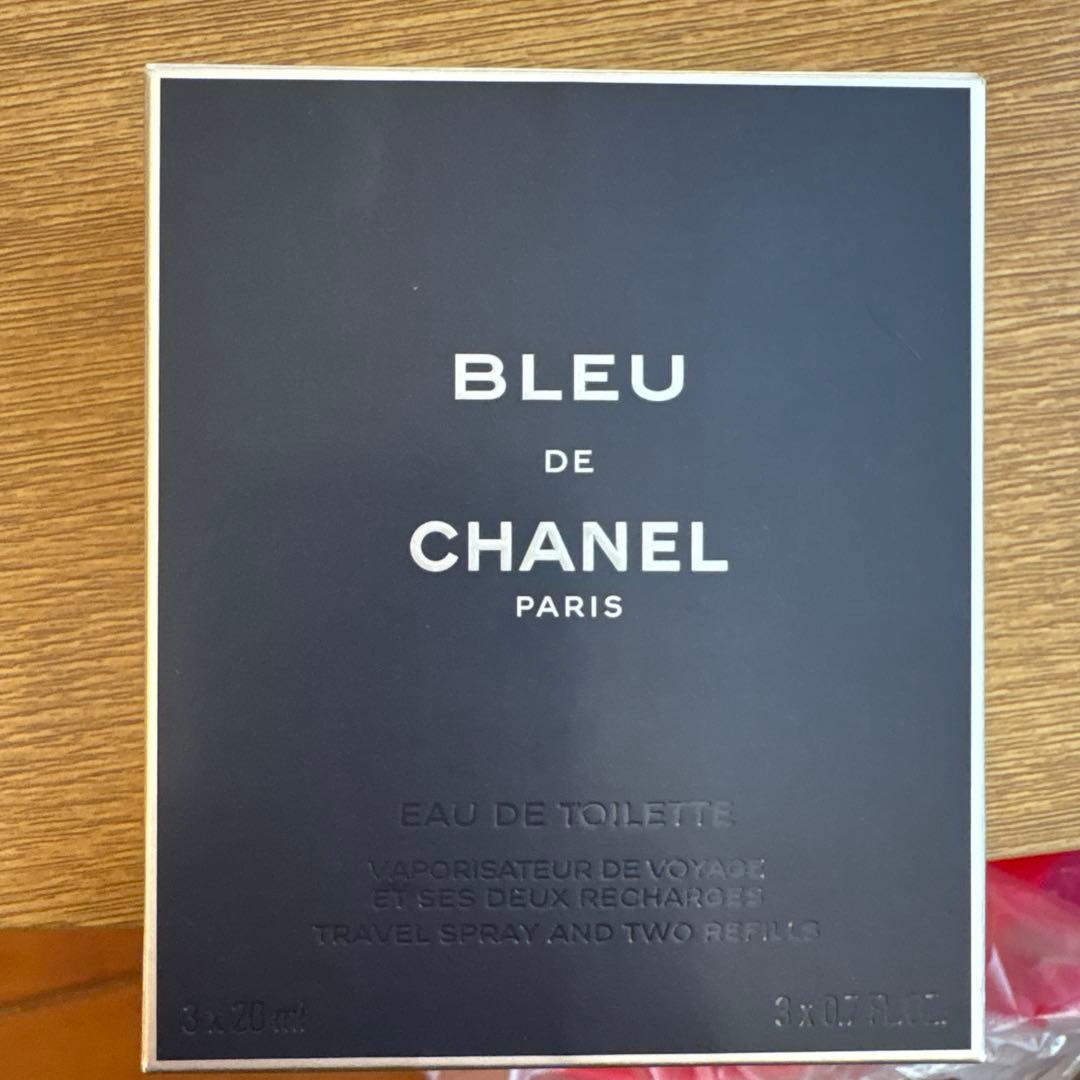 BLEU
DE
CHANEL
PARIS
EAU DE TOILETTE
VAPORISATEUR DE VOYAGE
ET SES DEUX RECHARGES
TRAVEL SPRAY AND TWO REFILLS
3 x 20 ml
3 x 0.7 FL. OZ.